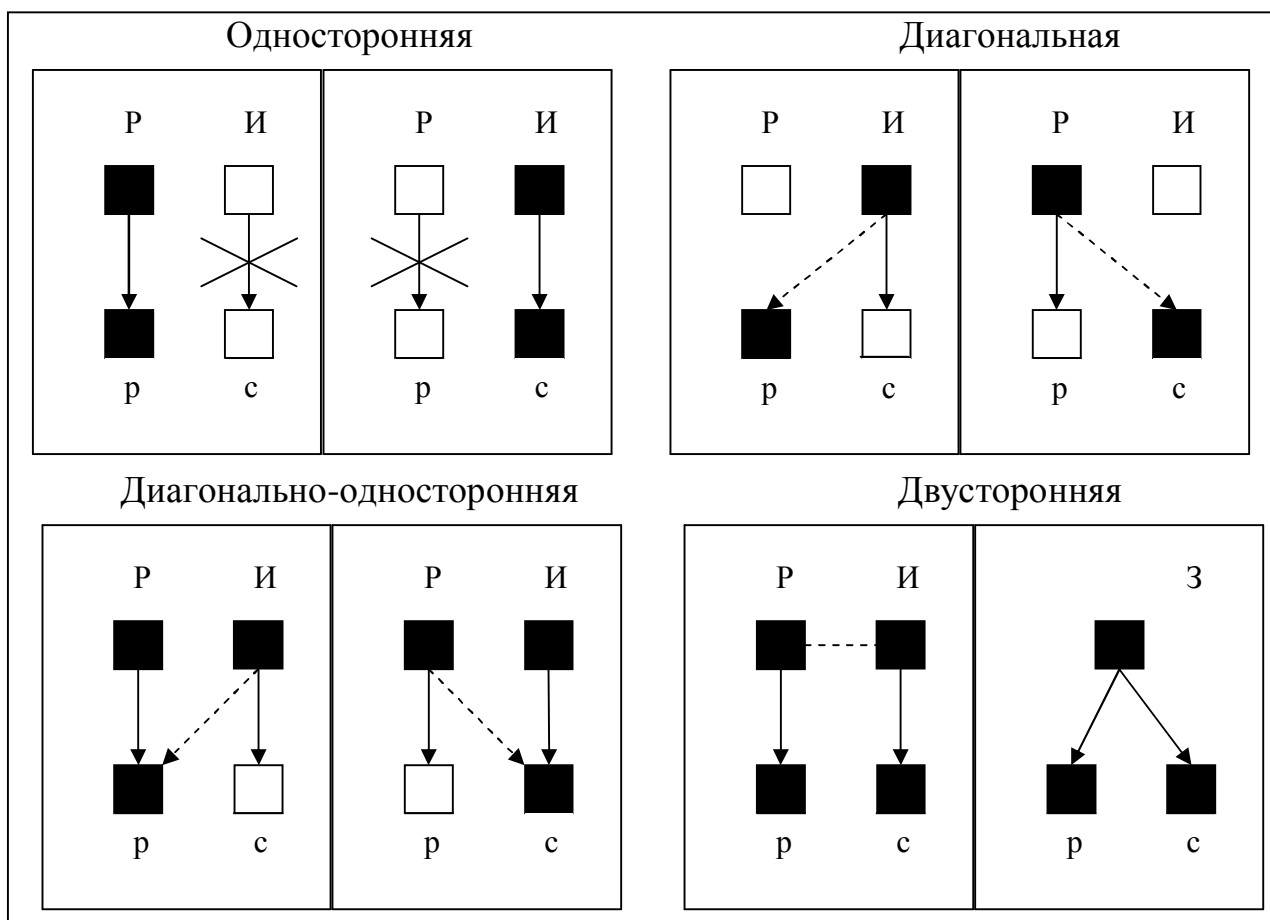 Односторонняя
Диагональная
Р И Р И
р с р с
Р И Р И
р с р с
Диагонально-односторонняя
Двусторонняя
Р И Р И
р с р с
Р И З
р с р с